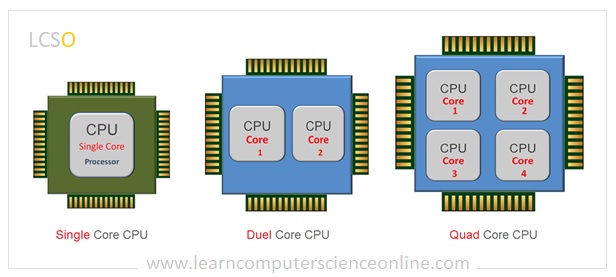 LCSO
CPU
Single Core
Processor
Single Core CPU
CPU
Core
1
CPU
Core
2
Duel Core CPU
CPU
Core
1
CPU
Core
2
CPU
Core
3
CPU
Core
4
Quad Core CPU
www.learncomputerscienceonline.com